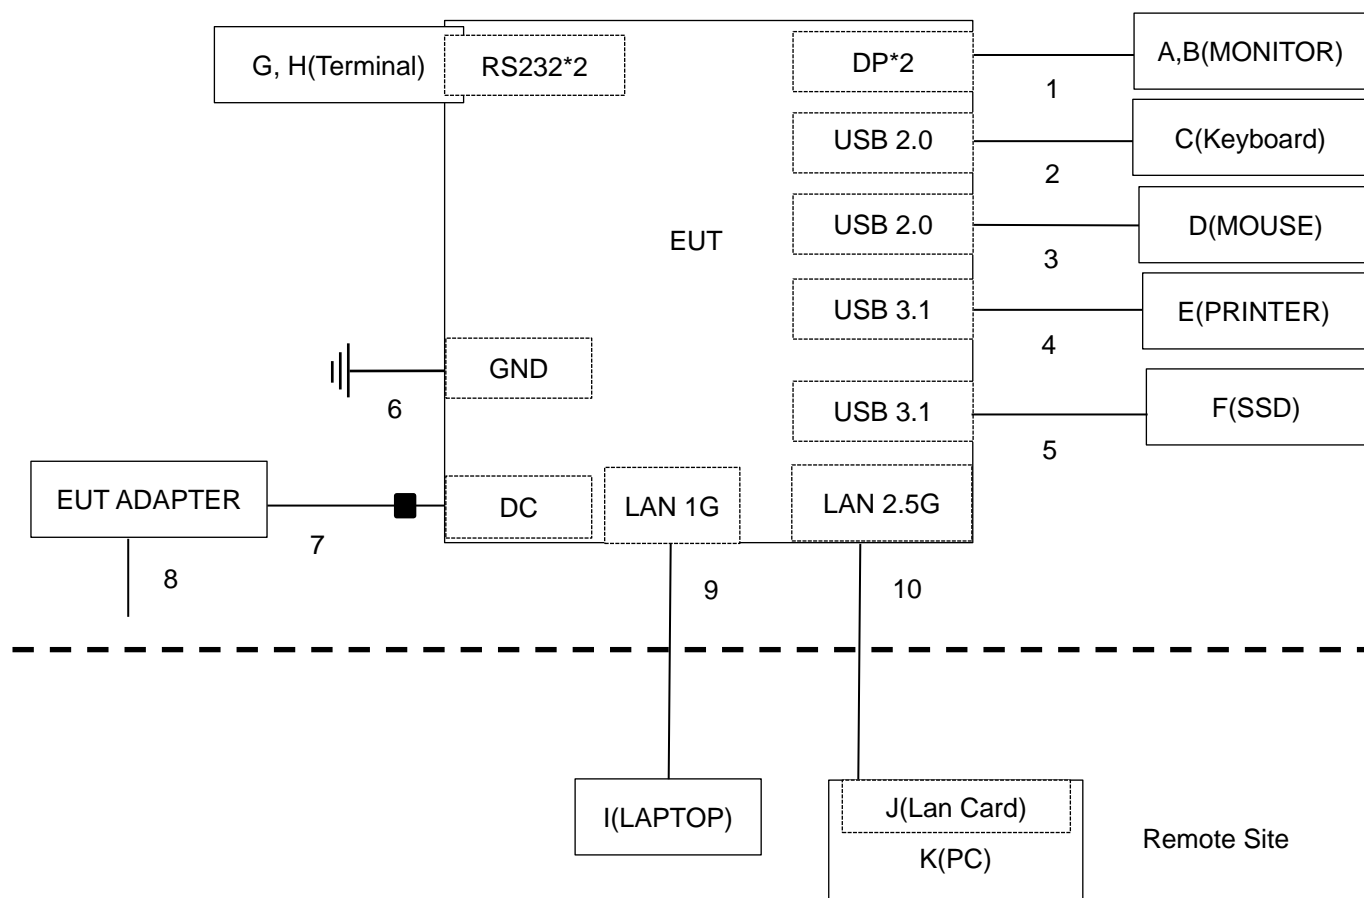 G, H(Terminal)
RS232*2
DP*2
A,B(MONITOR)
1
USB 2.0
C(Keyboard)
2
USB 2.0
D(MOUSE)
EUT
3
USB 3.1
E(PRINTER)
4
GND
6
USB 3.1
F(SSD)
5
EUT ADAPTER
DC
LAN 1G
LAN 2.5G
7
8
9
10
I(LAPTOP)
J(Lan Card)
K(PC)
Remote Site